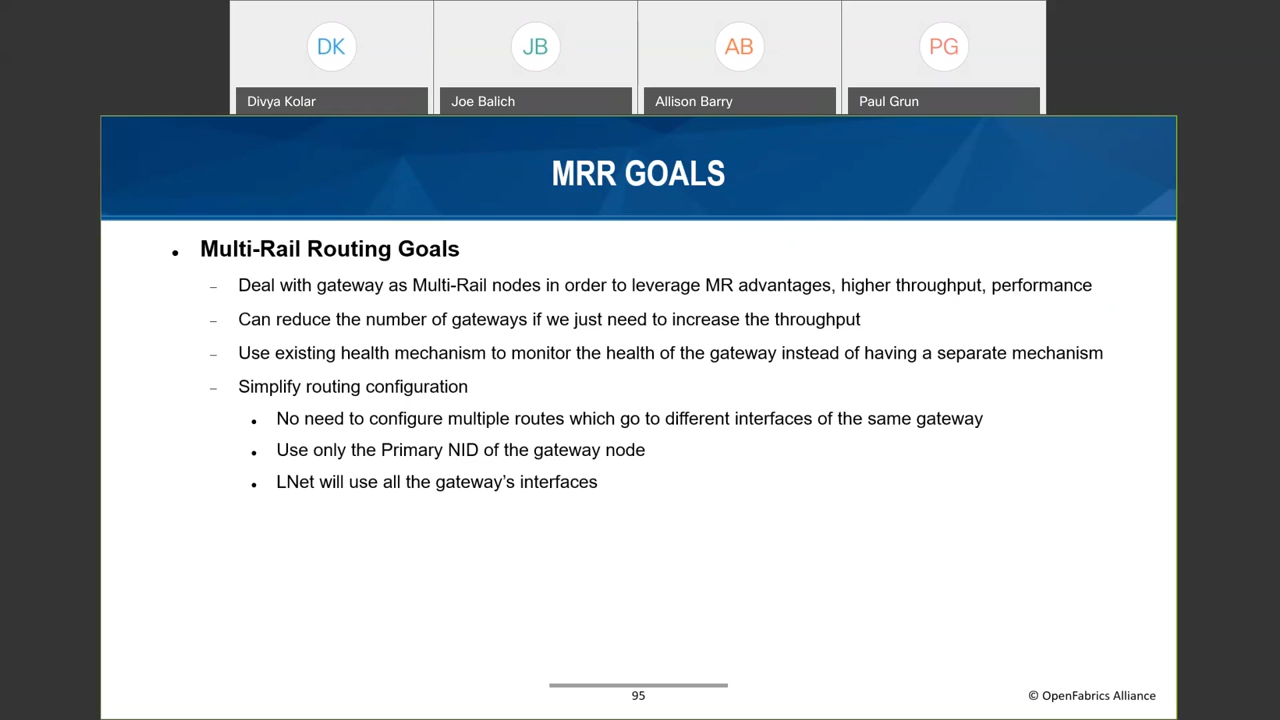 DK
JB
AB
PG
Divya Kolar
Joe Balich
Allison Barry
Paul Grun
MRR GOALS
• Multi-Rail Routing Goals
– Deal with gateway as Multi-Rail nodes in order to leverage MR advantages, higher throughput, performance
– Can reduce the number of gateways if we just need to increase the throughput
– Use existing health mechanism to monitor the health of the gateway instead of having a separate mechanism
– Simplify routing configuration
• No need to configure multiple routes which go to different interfaces of the same gateway
• Use only the Primary NID of the gateway node
• LNet will use all the gateway's interfaces
95
© OpenFabrics Alliance